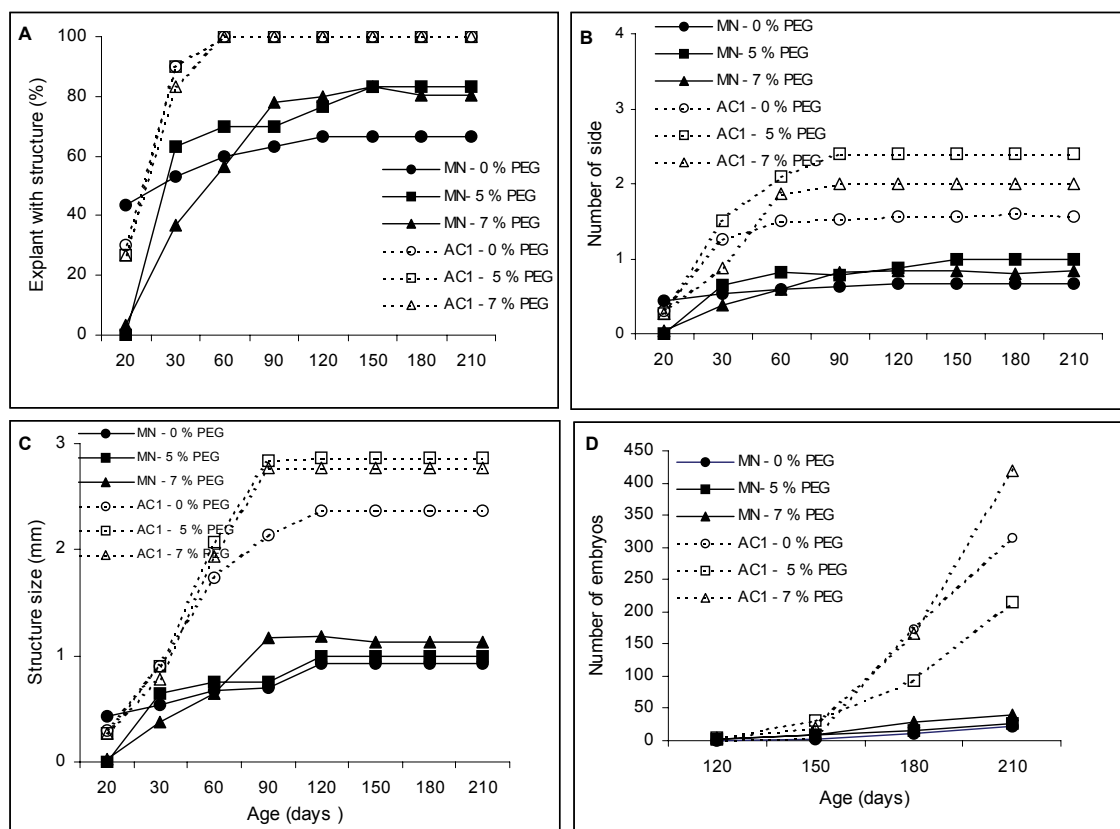 A
Explant with structure (%)
100
80
60
40
20
0
20 30 60 90 120 150 180 210
MN - 0 % PEG
MN- 5 % PEG
MN - 7 % PEG
AC1 - 0 % PEG
AC1 - 5 % PEG
AC1 - 7 % PEG
B
Number of side
4
3
2
1
0
20 30 60 90 120 150 180 210
MN - 0 % PEG
MN- 5 % PEG
MN - 7 % PEG
AC1 - 0 % PEG
AC1 - 5 % PEG
AC1 - 7 % PEG
C
Structure size (mm)
3
2
1
0
20 30 60 90 120 150 180 210
Age (days )
MN - 0 % PEG
MN- 5 % PEG
MN - 7 % PEG
AC1 - 0 % PEG
AC1 - 5 % PEG
AC1 - 7 % PEG
D
Number of embryos
450
400
350
300
250
200
150
100
50
0
120 150 180 210
Age (days)
MN - 0 % PEG
MN- 5 % PEG
MN - 7 % PEG
AC1 - 0 % PEG
AC1 - 5 % PEG
AC1 - 7 % PEG